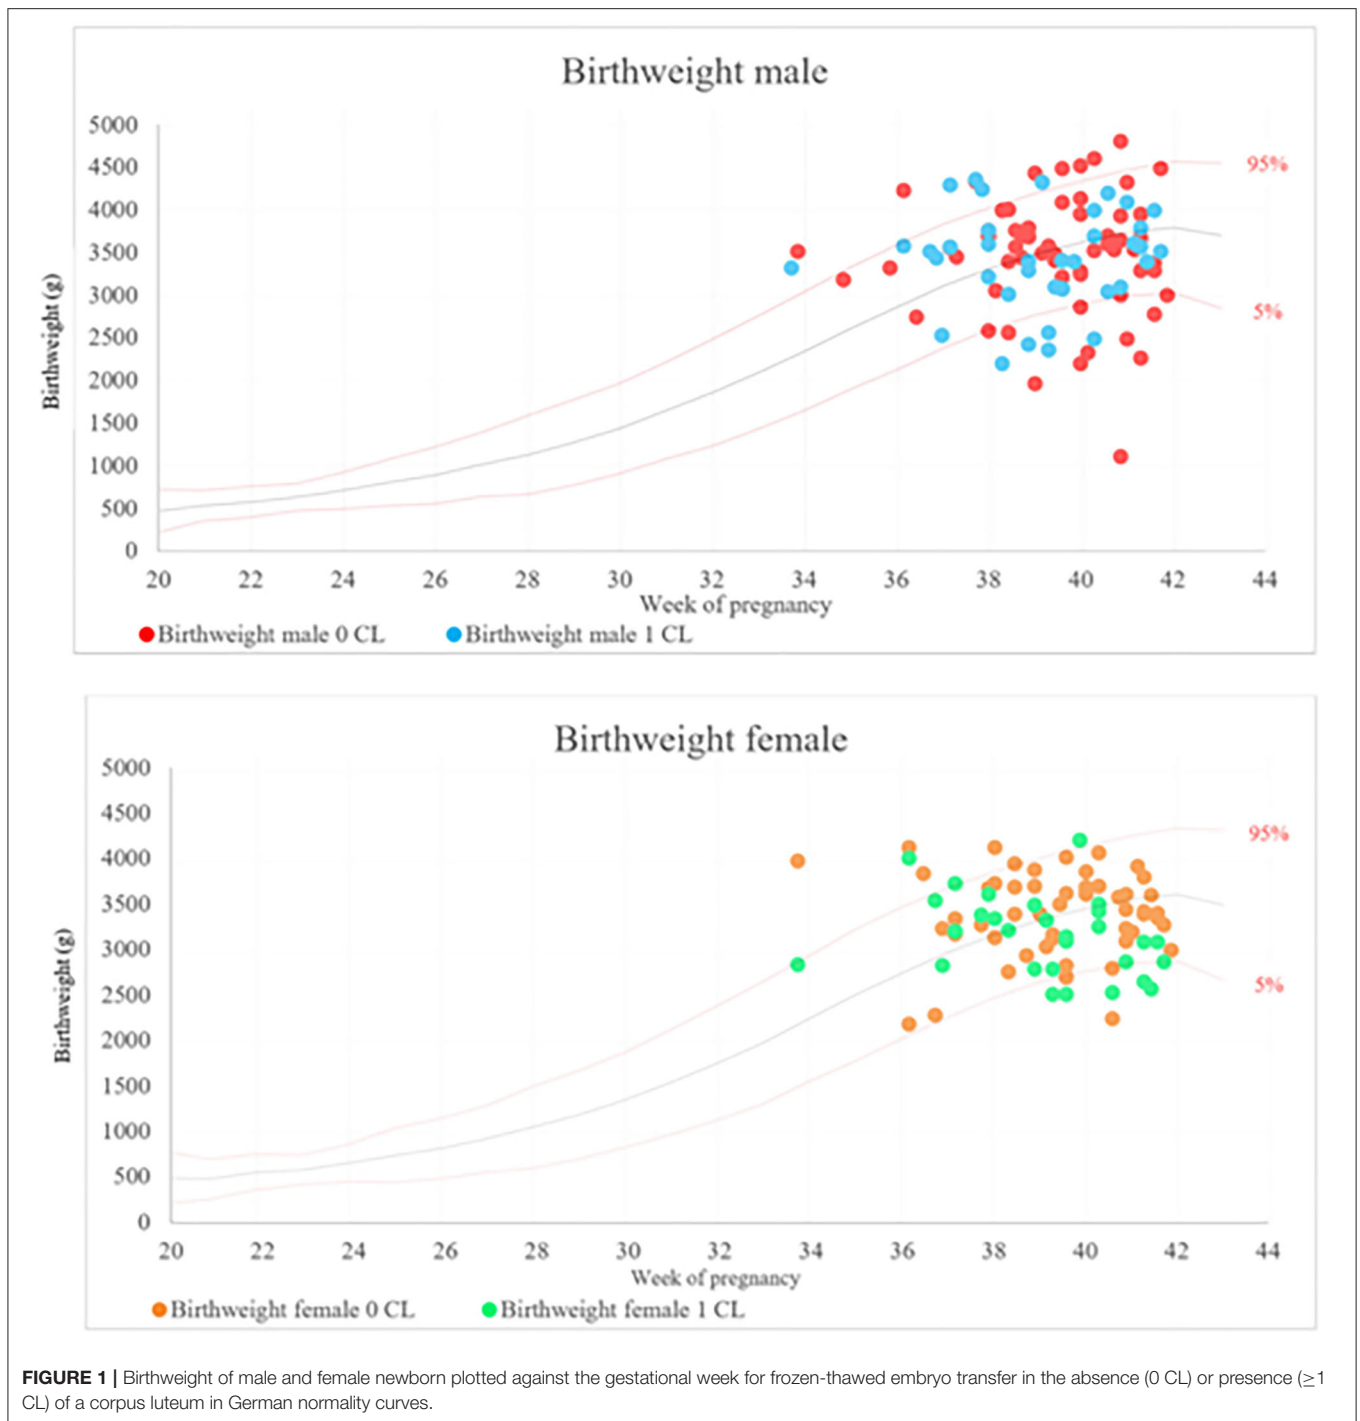 Birthweight male
5000
4500
4000
3500
3000
2500
2000
1500
1000
500
0
Birthweight (g)
95%
5%
20 22 24 26 28 30 32 34 36 38 40 42 44
Week of pregnancy
Birthweight male 0 CL Birthweight male 1 CL
Birthweight female
5000
4500
4000
3500
3000
2500
2000
1500
1000
500
0
Birthweight (g)
95%
5%
20 22 24 26 28 30 32 34 36 38 40 42 44
Week of pregnancy
Birthweight female 0 CL Birthweight female 1 CL
FIGURE 1 | Birthweight of male and female newborn plotted against the gestational week for frozen-thawed embryo transfer in the absence (0 CL) or presence (≥1
CL) of a corpus luteum in German normality curves.